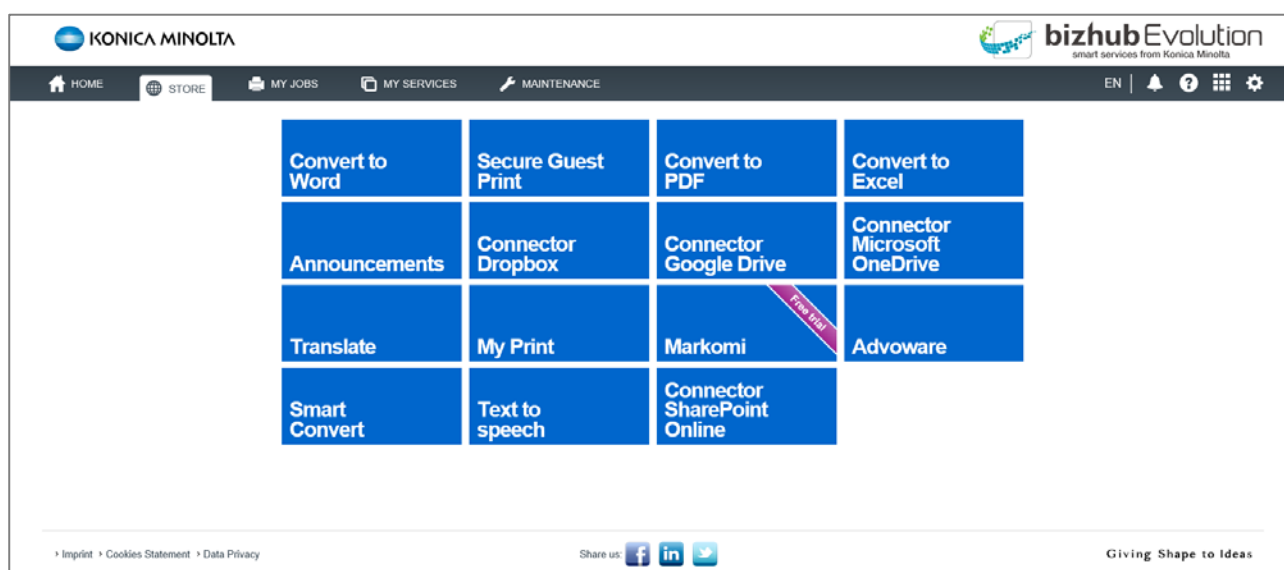 KONICA MINOLTA
bizhub Evolution
smart services from Konica Minolta
HOME
STORE
MY JOBS
MY SERVICES
MAINTENANCE
EN
Convert to
Word
Secure Guest
Print
Convert to
PDF
Convert to
Excel
Announcements
Connector
Dropbox
Connector
Google Drive
Connector
Microsoft
OneDrive
Translate
My Print
Markomi
Free trial
Advoware
Smart
Convert
Text to
speech
Connector
SharePoint
Online
Imprint
Cookies Statement
Data Privacy
Share us:
f
in
Giving Shape to Ideas